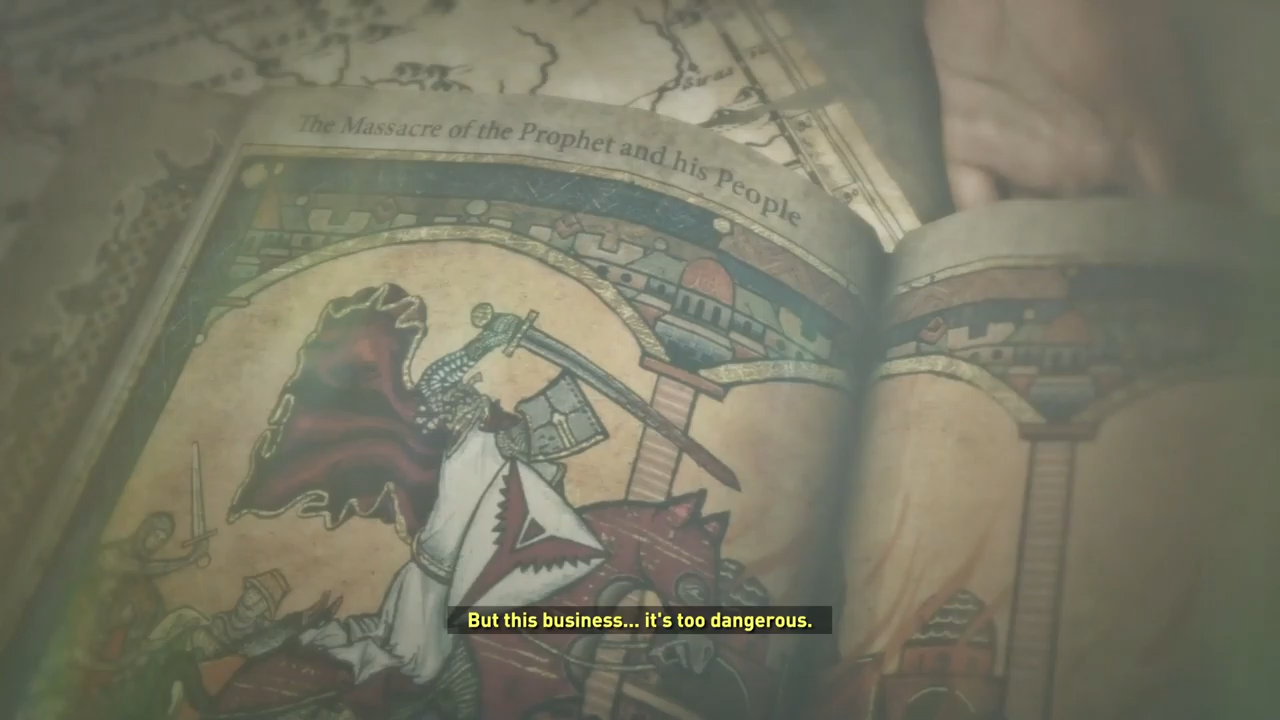 The Massacre of the Prophet and his People
But this business... it's too dangerous.